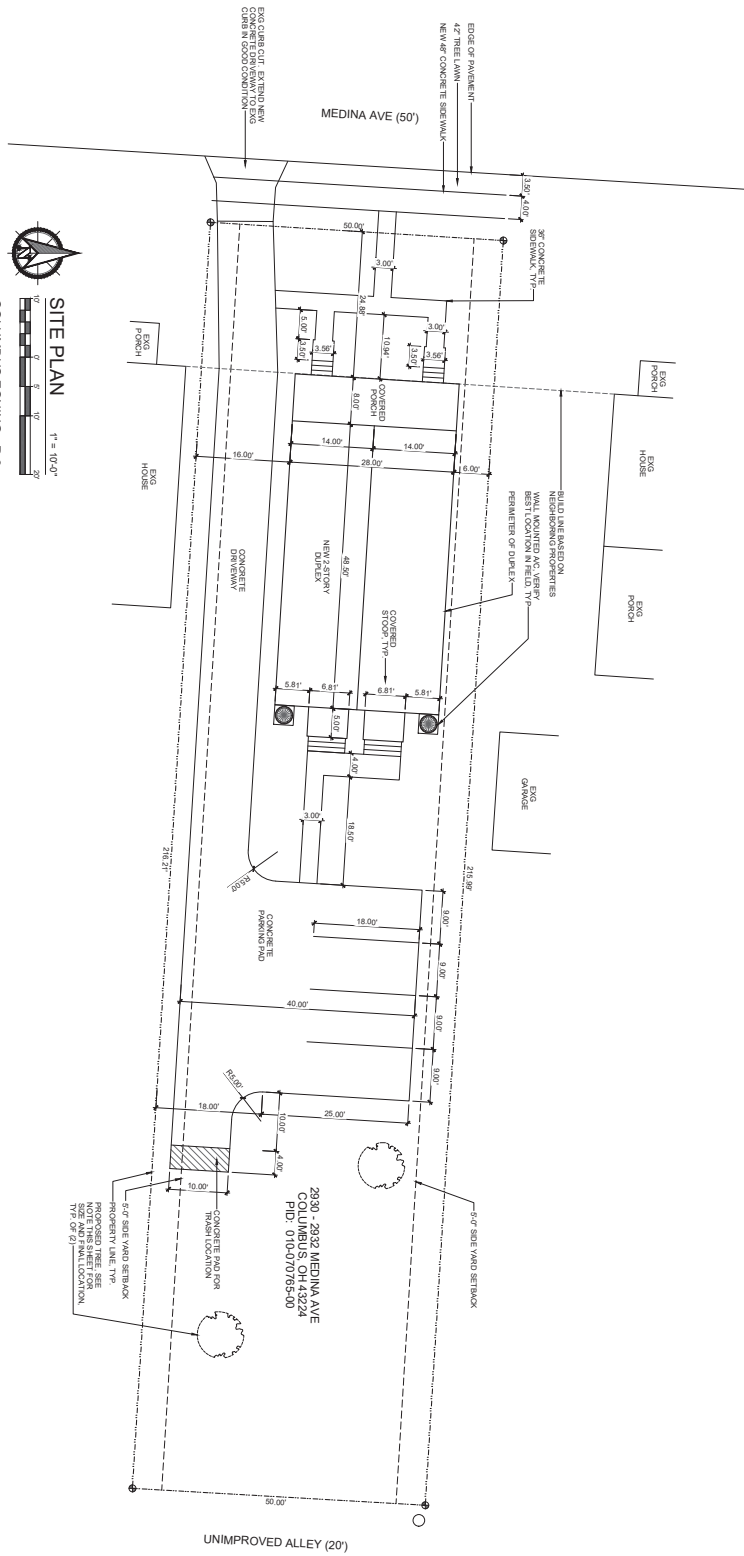 MEDINA AVE (50')
EDGE OF PAVEMENT
42" TREE LAWN
NEW 48" CONCRETE SIDEWALK
EXG CURB CUT. EXTEND NEW
CONCRETE DRIVEWAY TO EXG
CURB IN GOOD CONDITION
3.50'
4.00'
36" CONCRETE
SIDEWALK, TYP.
50.00'
3.00'
24.88'
5.00'
3.50'
3.56'
10.94'
3.00'
3.50'
3.56'
EXG
PORCH
EXG
HOUSE
EXG
PORCH
EXG
HOUSE
EXG
PORCH
EXG
GARAGE
COVERED
PORCH
8.00'
14.00'
14.00'
16.00'
28.00'
6.00'
BUILD LINE BASED ON
NEIGHBORING PROPERTIES
WALL MOUNTED A/C, VERIFY
BEST LOCATION IN FIELD, TYP
PERIMETER OF DUPLEX
CONCRETE
DRIVEWAY
NEW 2-STORY
DUPLEX
48.50'
COVERED
STOOP, TYP.
5.81'
6.81'
6.81'
5.81'
5.00'
4.00'
3.00'
18.50'
R5.00'
216.21'
215.99'
CONCRETE
PARKING PAD
18.00'
9.00'
9.00'
9.00'
9.00'
40.00'
R5.00'
18.00'
25.00'
10.00'
4.00'
10.00'
CONCRETE PAD FOR
TRASH LOCATION
5'-0" SIDE YARD SETBACK
5'-0" SIDE YARD SETBACK
PROPERTY LINE, TYP.
PROPOSED TREE, SEE
NOTE THIS SHEET FOR
SIZE AND FINAL LOCATION.
TYP. OF (2)
2930 - 2932 MEDINA AVE
COLUMBUS, OH 43224
PID: 010-070765-00
50.00'
UNIMPROVED ALLEY (20')
N
SITE PLAN
1" = 10'-0"
10'
0'
5'
10'
20'